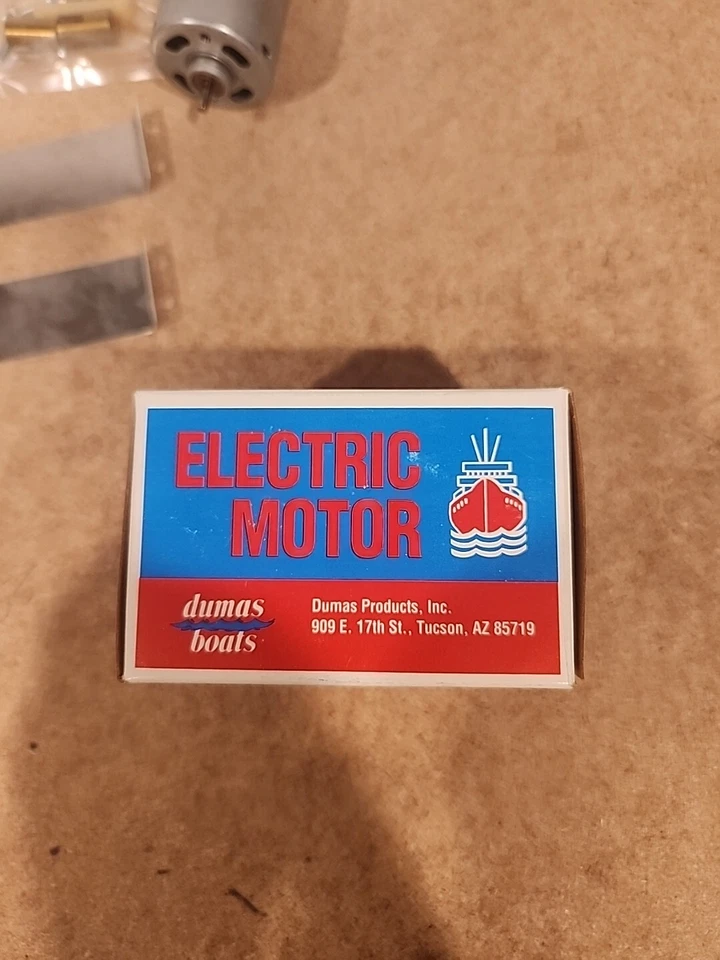 ELECTRIC
MOTOR
dumas
boats
Dumas Products, Inc.
909 E. 17th St., Tucson, AZ 85719